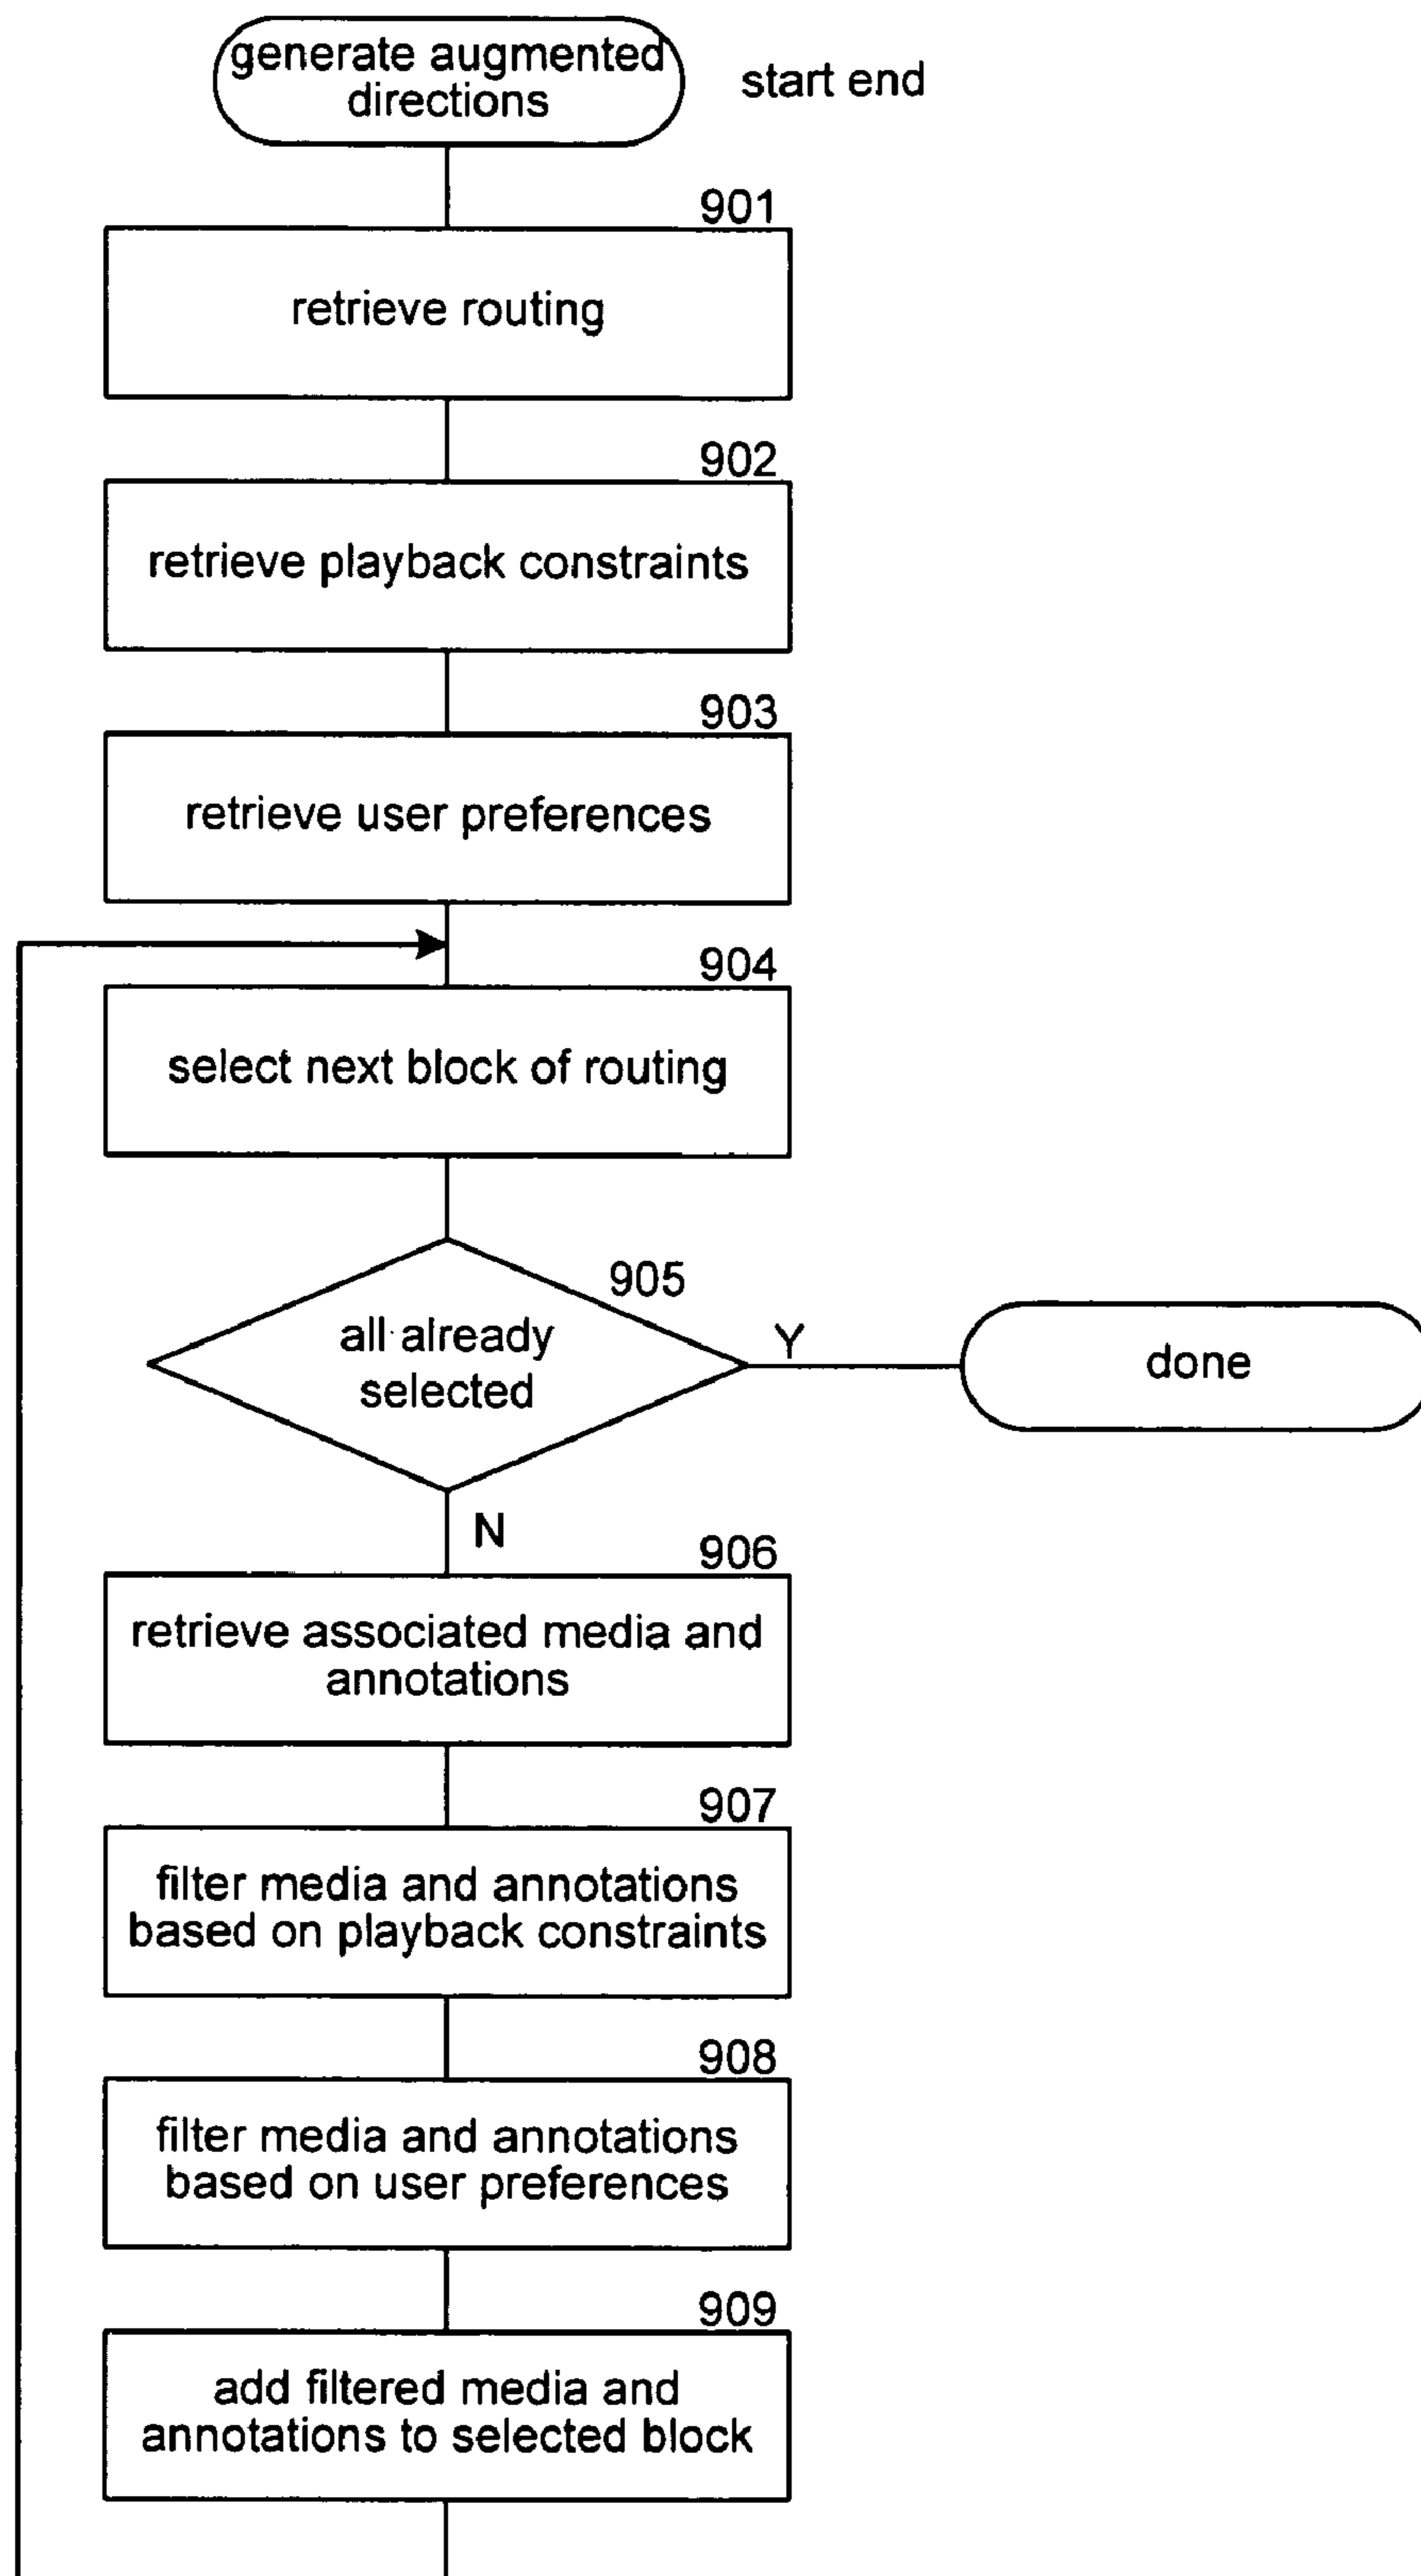 generate augmented
directions
start end
901
retrieve routing
902
retrieve playback constraints
903
retrieve user preferences
904
select next block of routing
905
all already
selected
Y
done
N
906
retrieve associated media and
annotations
907
filter media and annotations
based on playback constraints
908
filter media and annotations
based on user preferences
909
add filtered media and
annotations to selected block